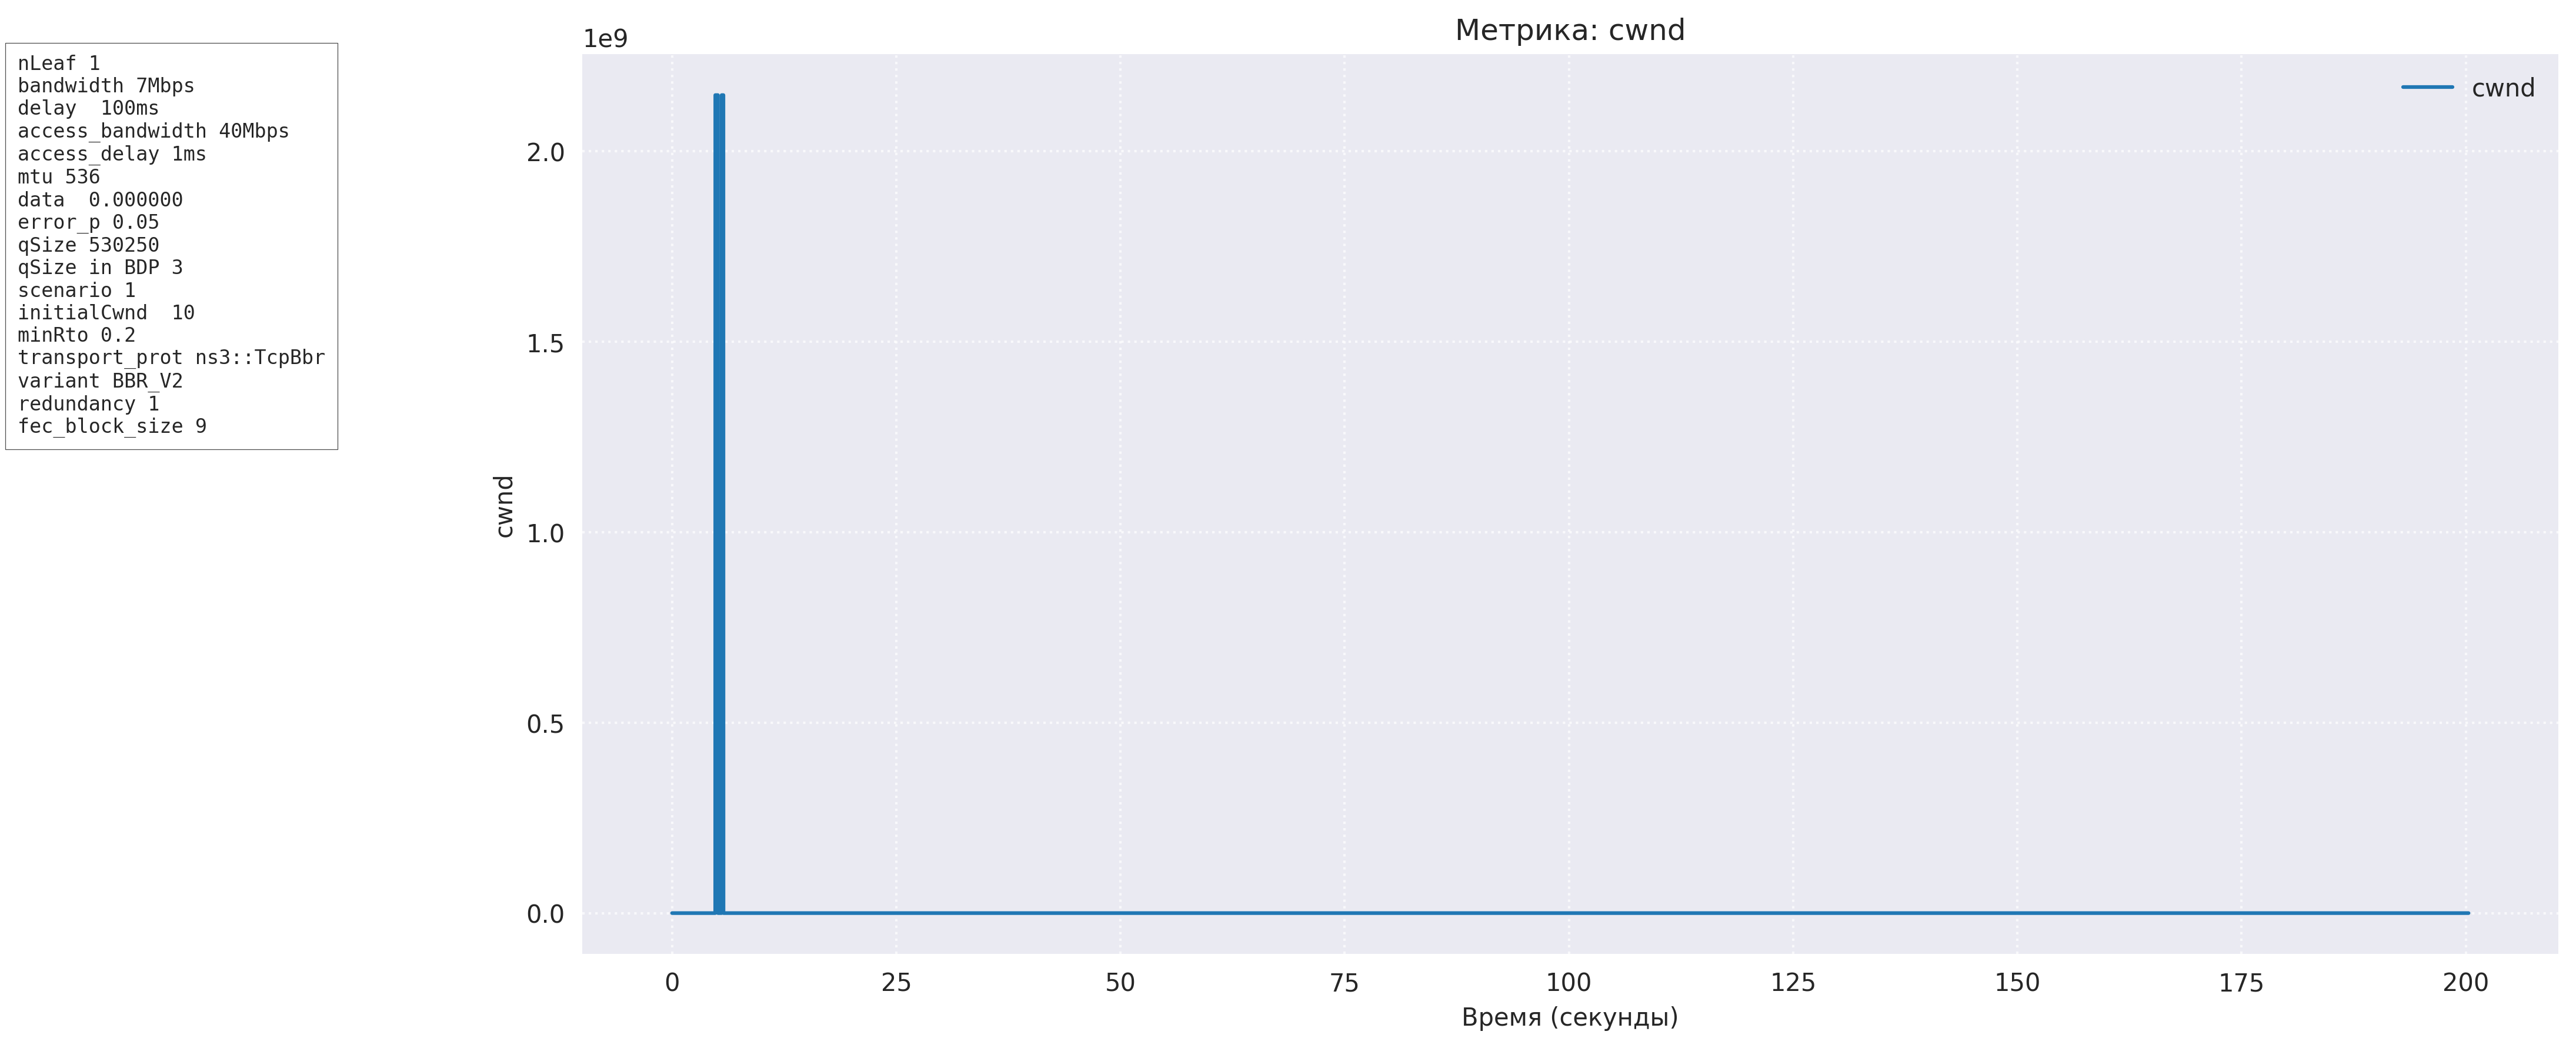 nLeaf 1
bandwidth 7Mbps
delay  100ms
access_bandwidth 40Mbps
access_delay 1ms
mtu 536
data  0.000000
error_p 0.05
qSize 530250
qSize in BDP 3
scenario 1
initialCwnd  10
minRto 0.2
transport_prot ns3::TcpBbr
variant BBR_V2
redundancy 1
fec_block_size 9
Метрика: cwnd
1e9
cwnd
2.0
1.5
1.0
0.5
0.0
cwnd
0 25 50 75 100 125 150 175 200
Время (секунды)